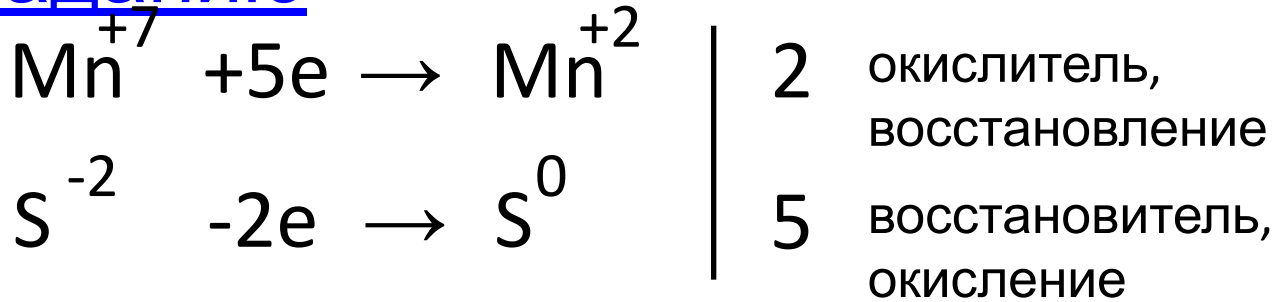 Mn+7 +5e → Mn+2 | 2 окислитель,
восстановление
S-2 -2e → S0 | 5 восстановитель,
окисление